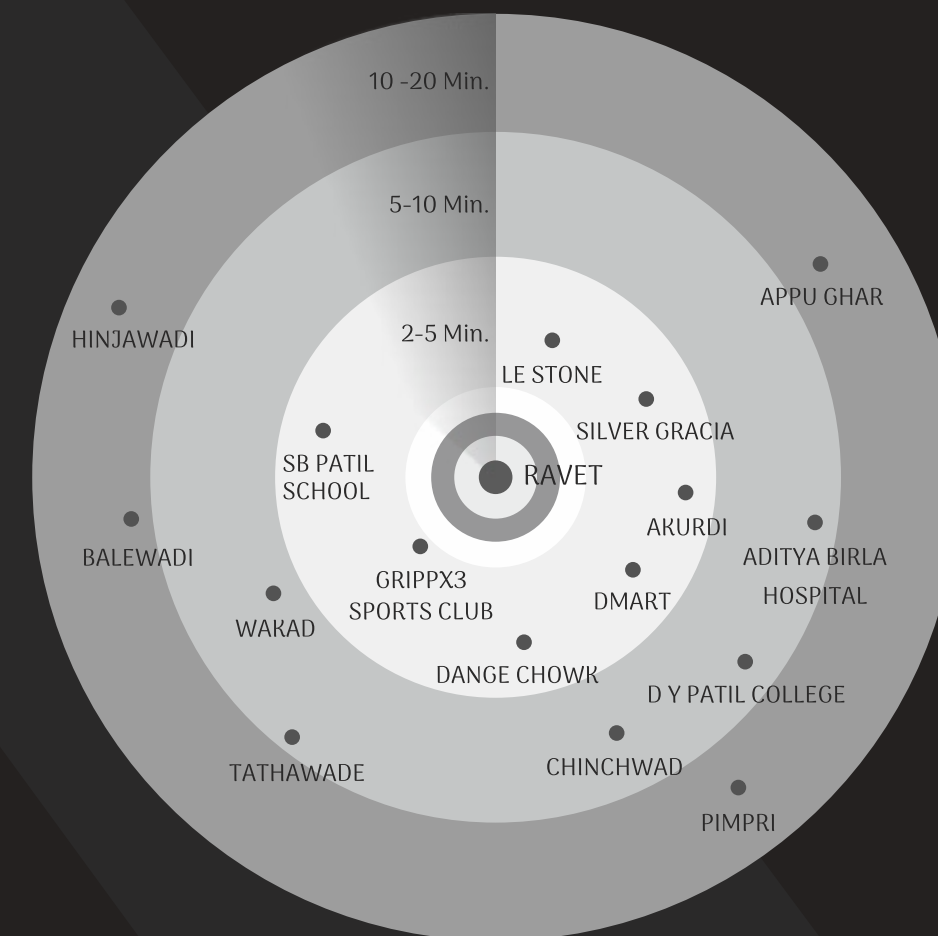 10 -20 Min.
5-10 Min.
APPU GHAR
HINJAWADI
2-5 Min.
LE STONE
SILVER GRACIA
SB PATIL
SCHOOL
RAVET
AKURDI
BALEWADI
ADITYA BIRLA
HOSPITAL
GRIPPX3
SPORTS CLUB
DMART
WAKAD
DANGE CHOWK
D Y PATIL COLLEGE
TATHAWADE
CHINCHWAD
PIMPRI